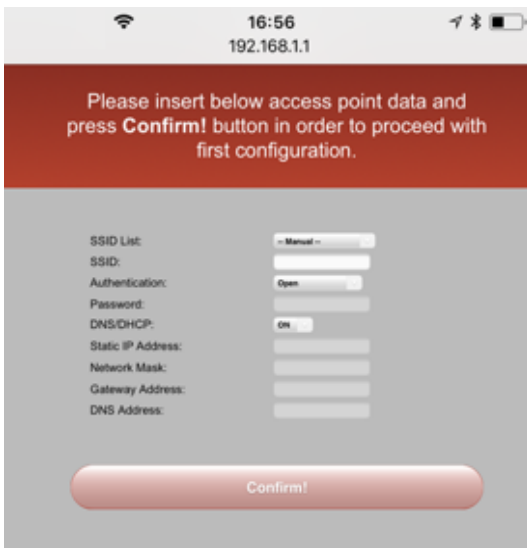 16:56
192.168.1.1
Please insert below access point data and
press Confirm! button in order to proceed with
first configuration.
SSID List: -- Manual --
SSID:
Authentication: Open
Password:
DNS/DHCP: ON
Static IP Address:
Network Mask:
Gateway Address:
DNS Address:
Confirm!